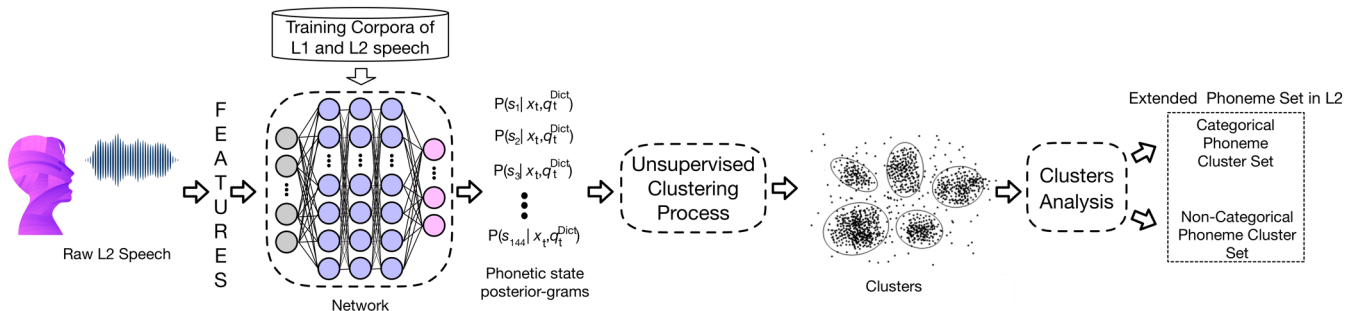 Raw L2 Speech
F
E
A
T
U
R
E
S
Training Corpora of
L1 and L2 speech
Network
P(s1| xt,qtDict)
P(s2| xt,qtDict)
P(s3| xt,qtDict)
P(s144| xt,qtDict)
Phonetic state
posterior-grams
Unsupervised
Clustering
Process
Clusters
Clusters
Analysis
Extended Phoneme Set in L2
Categorical
Phoneme
Cluster Set
Non-Categorical
Phoneme Cluster
Set